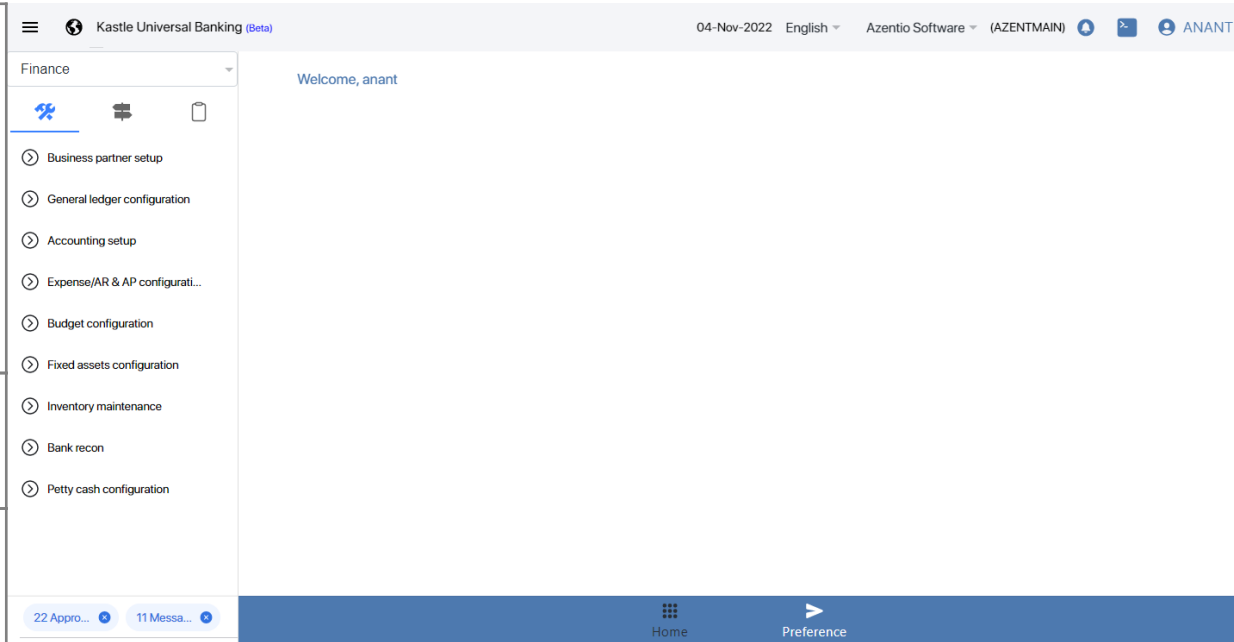 Kastle Universal Banking (Beta)
04-Nov-2022 English Azentio Software (AZENTMAIN) ANANT
Finance
Welcome, anant
Business partner setup
General ledger configuration
Accounting setup
Expense/AR & AP configurati...
Budget configuration
Fixed assets configuration
Inventory maintenance
Bank recon
Petty cash configuration
22 Appro... 11 Messa...
Home Preference